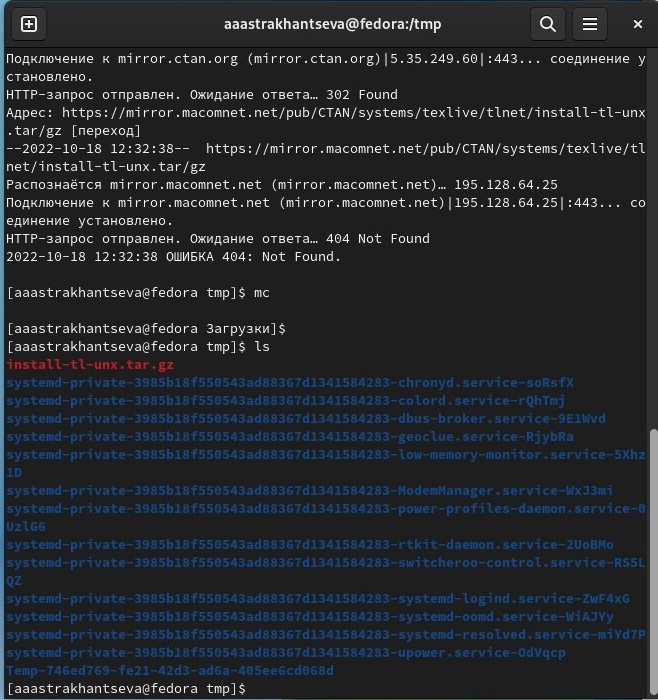 aaastrakhantseva@fedora:/tmp
Подключение к mirror.ctan.org (mirror.ctan.org)|5.35.249.60|:443... соединение у
становлено.
HTTP-запрос отправлен. Ожидание ответа… 302 Found
Адрес: https://mirror.macomnet.net/pub/CTAN/systems/texlive/tlnet/install-tl-unx
.tar/gz [переход]
--2022-10-18 12:32:38--  https://mirror.macomnet.net/pub/CTAN/systems/texlive/tl
net/install-tl-unx.tar/gz
Распознаётся mirror.macomnet.net (mirror.macomnet.net)… 195.128.64.25
Подключение к mirror.macomnet.net (mirror.macomnet.net)|195.128.64.25|:443... со
единение установлено.
HTTP-запрос отправлен. Ожидание ответа… 404 Not Found
2022-10-18 12:32:38 ОШИБКА 404: Not Found.
[aaastrakhantseva@fedora tmp]$ mc
[aaastrakhantseva@fedora Загрузки]$
[aaastrakhantseva@fedora tmp]$ ls
install-tl-unx.tar.gz
systemd-private-3985b18f550543ad88367d1341584283-chronyd.service-soRsfX
systemd-private-3985b18f550543ad88367d1341584283-colord.service-rQhTmj
systemd-private-3985b18f550543ad88367d1341584283-dbus-broker.service-9E1Wvd
systemd-private-3985b18f550543ad88367d1341584283-geoclue.service-RjybRa
systemd-private-3985b18f550543ad88367d1341584283-low-memory-monitor.service-5Xhz
1D
systemd-private-3985b18f550543ad88367d1341584283-ModemManager.service-WxJ3mi
systemd-private-3985b18f550543ad88367d1341584283-power-profiles-daemon.service-0
UzlG6
systemd-private-3985b18f550543ad88367d1341584283-rtkit-daemon.service-2UoBMo
systemd-private-3985b18f550543ad88367d1341584283-switcheroo-control.service-RS5L
QZ
systemd-private-3985b18f550543ad88367d1341584283-systemd-logind.service-ZwF4xG
systemd-private-3985b18f550543ad88367d1341584283-systemd-oomd.service-WiAJYy
systemd-private-3985b18f550543ad88367d1341584283-systemd-resolved.service-miYd7P
systemd-private-3985b18f550543ad88367d1341584283-upower.service-OdVqcp
Temp-746ed769-fe21-42d3-ad6a-405ee6cd068d
[aaastrakhantseva@fedora tmp]$